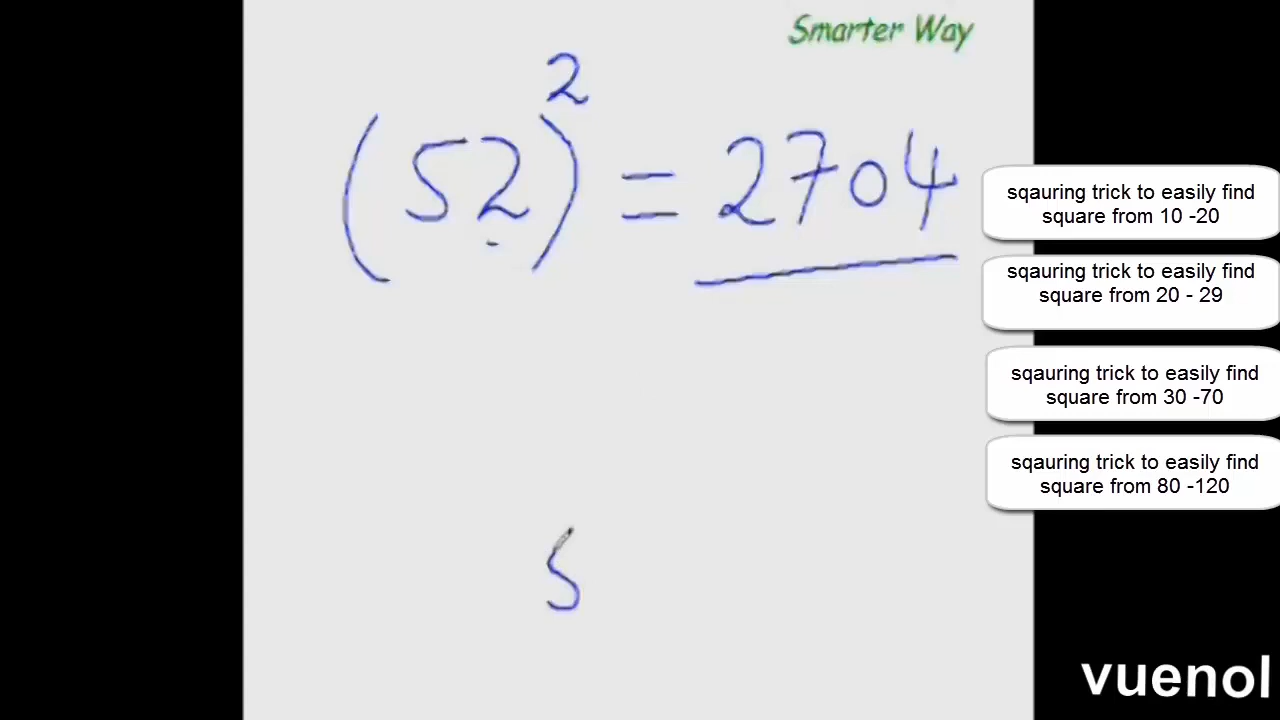 Smarter Way
(52)² = 2704
sqauring trick to easily find
square from 10 -20
sqauring trick to easily find
square from 20 - 29
sqauring trick to easily find
square from 30 -70
sqauring trick to easily find
square from 80 -120
5
vuenol